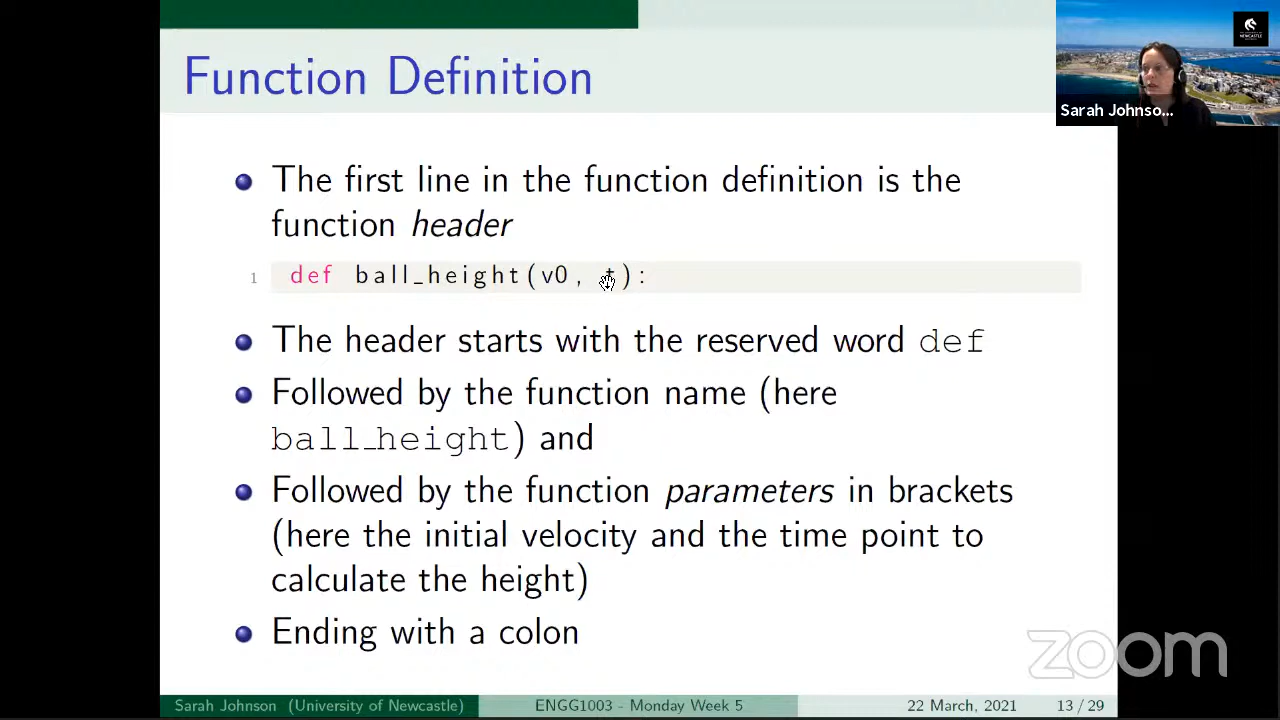 Function Definition
The first line in the function definition is the
function header
1 def ball_height(v0, t):
The header starts with the reserved word def
Followed by the function name (here
ball_height) and
Followed by the function parameters in brackets
(here the initial velocity and the time point to
calculate the height)
Ending with a colon
Sarah Johnson (University of Newcastle)
ENGG1003 - Monday Week 5
22 March, 2021
13 / 29
Sarah Johnso...
NEWCASTLE
zoom